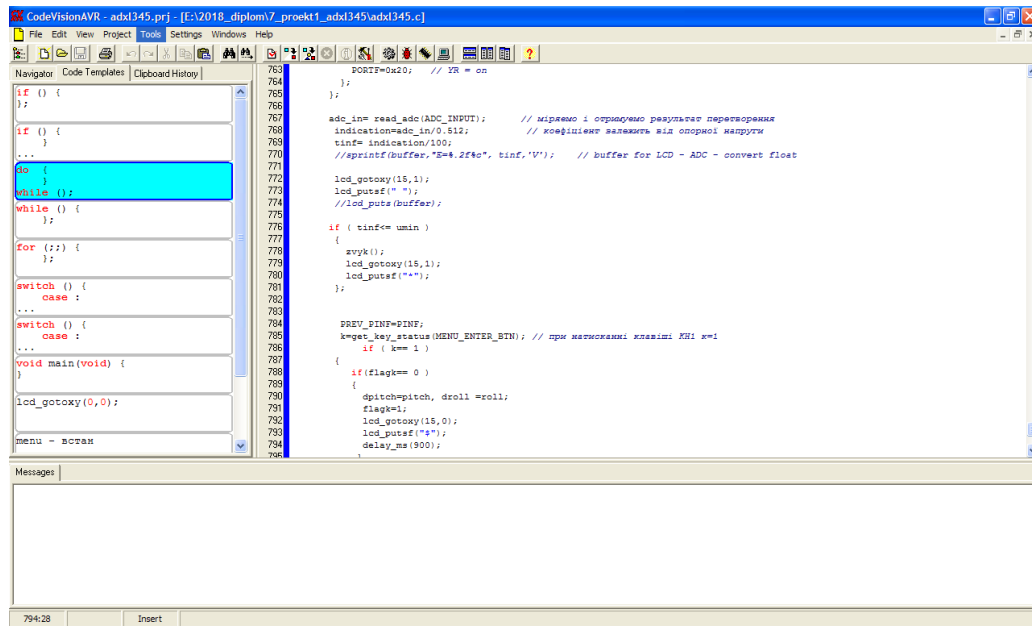 CodeVisionAVR - adxl345.prj - [E:\2018_diplom\7_proekt1_adxl345\adxl345.c]
File Edit View Project Tools Settings Windows Help
Navigator Code Templates Clipboard History
if () {
};
if () {
}
...
do {
}
while ();
while () {
};
for (;;) {
};
switch () {
case :
...
switch () {
case :
...
void main(void) {
}
lcd_gotoxy(0,0);
menu - встан
763 PORTF=0x20; // YR = on
764 };
765 };
766
767 adc_in= read_adc(ADC_INPUT); // міряємо і отримуємо результат перетворення
768 indication=adc_in/0.512; // коефіціент валежить від опорної напруги
769 tinf= indication/100;
770 //sprintf(buffer,"E=%.2f%c", tinf,'V'); // buffer for LCD - ADC - convert float
771
772 lcd_gotoxy(15,1);
773 lcd_putsf(" ");
774 //lcd_puts(buffer);
775
776 if ( tinf<= umin )
777 {
778 zvyk();
779 lcd_gotoxy(15,1);
780 lcd_putsf("*");
781 };
782
783
784 PREV_PINF=PINF;
785 k=get_key_status(MENU_ENTER_BTN); // при натисканні клавіші КН1 к=1
786 if ( k== 1 )
787 {
788 if(flagk== 0 )
789 {
790 dpitch=pitch, droll =roll;
791 flagk=1;
792 lcd_gotoxy(15,0);
793 lcd_putsf("$");
794 delay_ms(900);
795 }
Messages
794:28 Insert